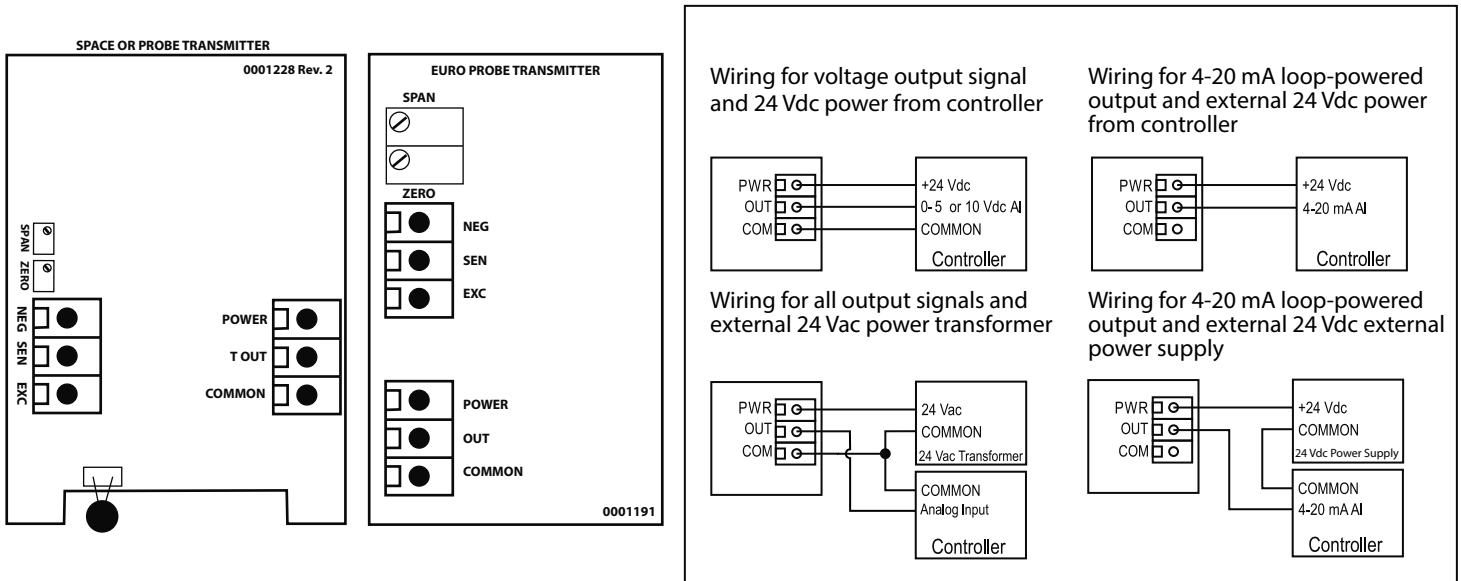 SPACE OR PROBE TRANSMITTER
0001228 Rev. 2
SPAN
ZERO
NEG
SEN
EXC
POWER
T OUT
COMMON
EURO PROBE TRANSMITTER
SPAN
ZERO
NEG
SEN
EXC
POWER
OUT
COMMON
0001191
Wiring for voltage output signal
and 24 Vdc power from controller
PWR
OUT
COM
+24 Vdc
0- 5 or 10 Vdc AI
COMMON
Controller
Wiring for 4-20 mA loop-powered
output and external 24 Vdc power
from controller
PWR
OUT
COM
+24 Vdc
4-20 mA AI
Controller
Wiring for all output signals and
external 24 Vac power transformer
PWR
OUT
COM
24 Vac
COMMON
24 Vac Transformer
COMMON
Analog Input
Controller
Wiring for 4-20 mA loop-powered
output and external 24 Vdc external
power supply
PWR
OUT
COM
+24 Vdc
COMMON
24 Vdc Power Supply
COMMON
4-20 mA AI
Controller